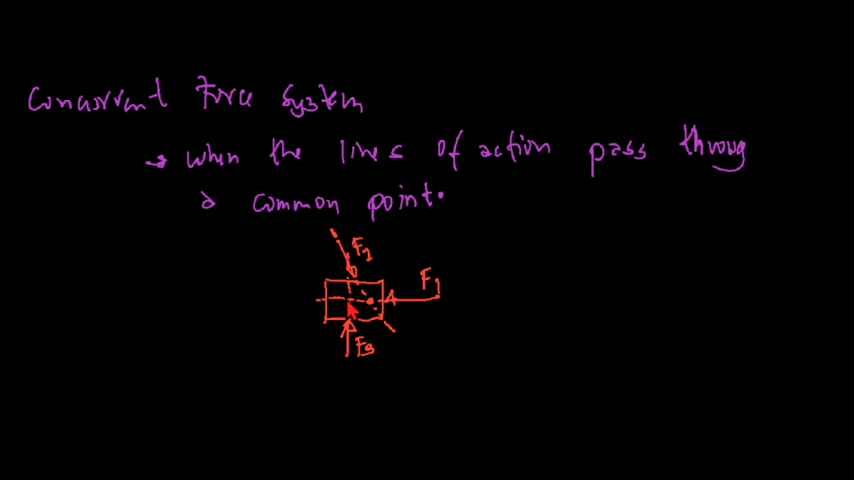 Concurrent Force System
→ when the lines of action pass throug
a common point.
F2
F1
F3